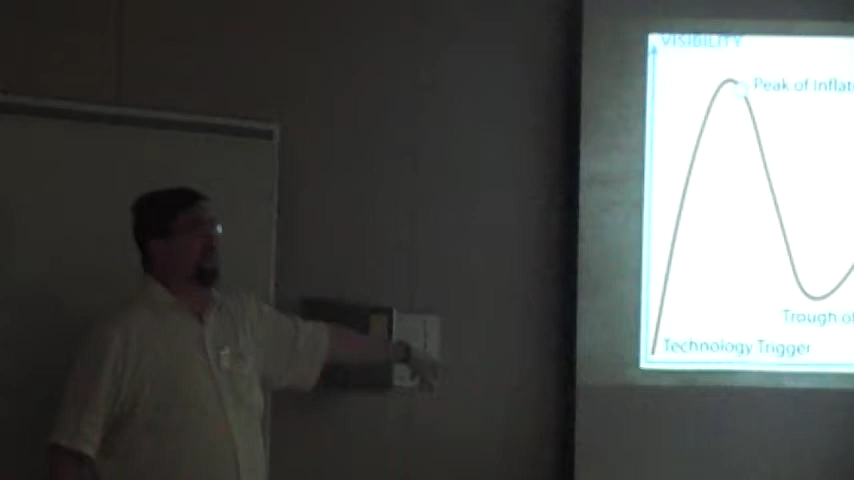 VISIBILITY
Peak of Inflat
Trough of
Technology Trigger